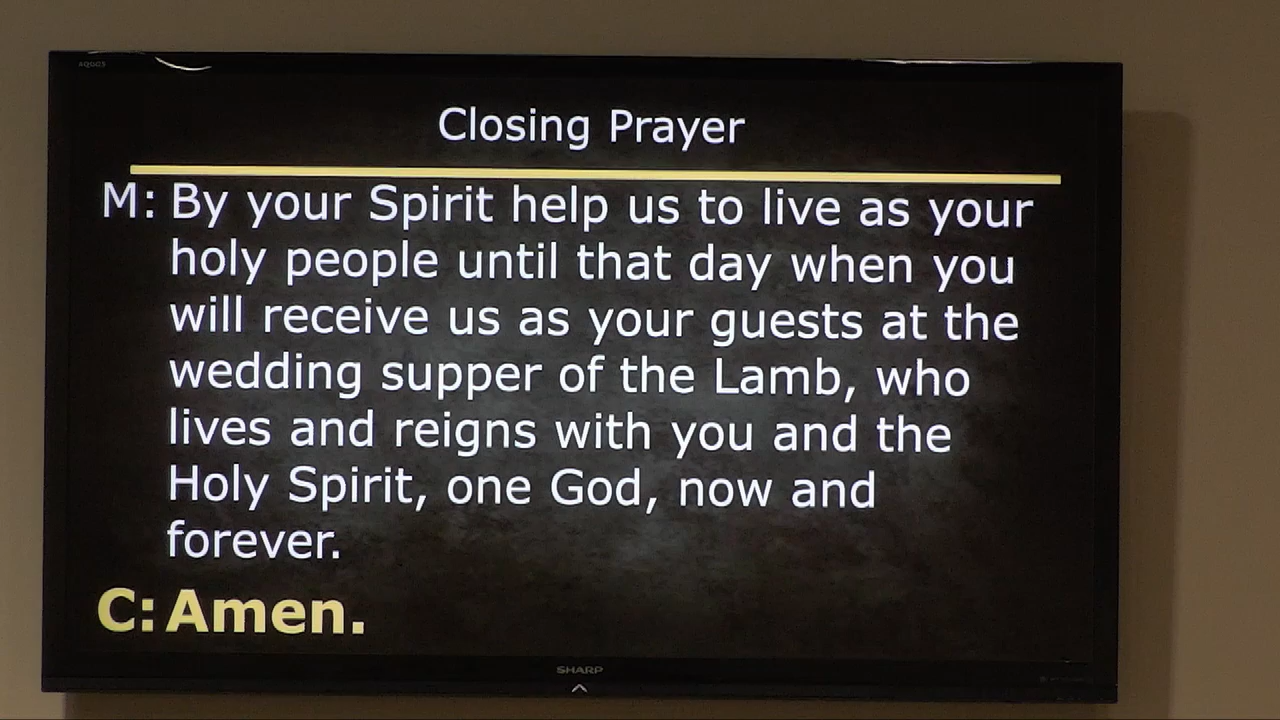 AQUOS
Closing Prayer
M: By your Spirit help us to live as your
holy people until that day when you
will receive us as your guests at the
wedding supper of the Lamb, who
lives and reigns with you and the
Holy Spirit, one God, now and
forever.
C: Amen.
SHARP